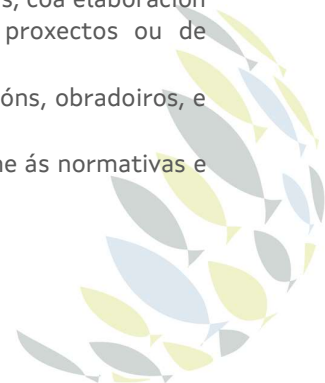 s, coa elaboración
proxectos ou de
óns, obradoiros, e
ne ás normativas e